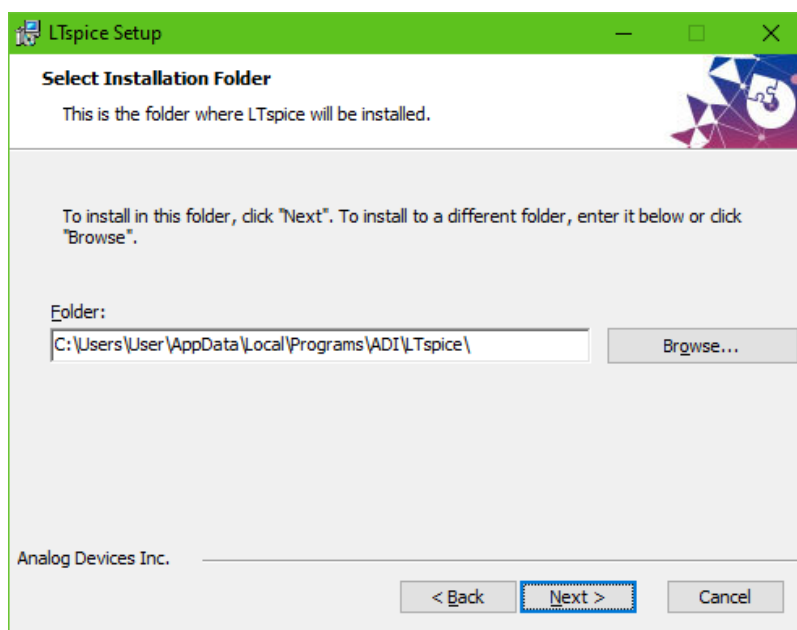 LTspice Setup
Select Installation Folder
This is the folder where LTspice will be installed.
To install in this folder, click "Next". To install to a different folder, enter it below or click
"Browse".
Folder:
C:\Users\User\AppData\Local\Programs\ADI\LTspice\
Browse...
Analog Devices Inc.
< Back
Next >
Cancel